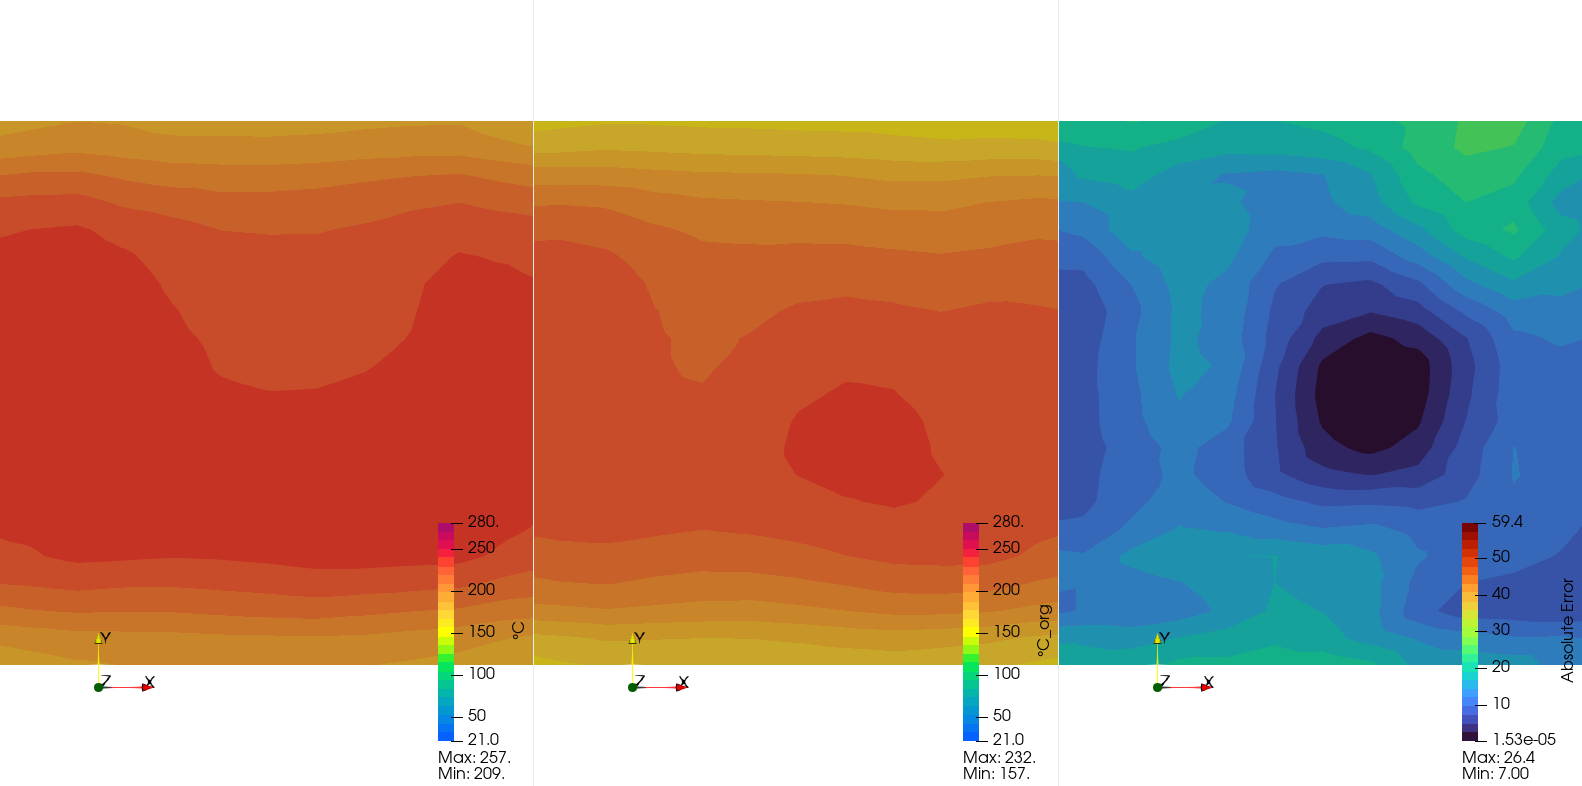 280.
250
200
150
100
50
21.0
°C
Max: 257.
Min: 209.
Y
Z
X
280.
250
200
150
100
50
21.0
°C_org
Max: 232.
Min: 157.
Y
Z
X
59.4
50
40
30
20
10
1.53e-05
Absolute Error
Max: 26.4
Min: 7.00
Y
Z
X